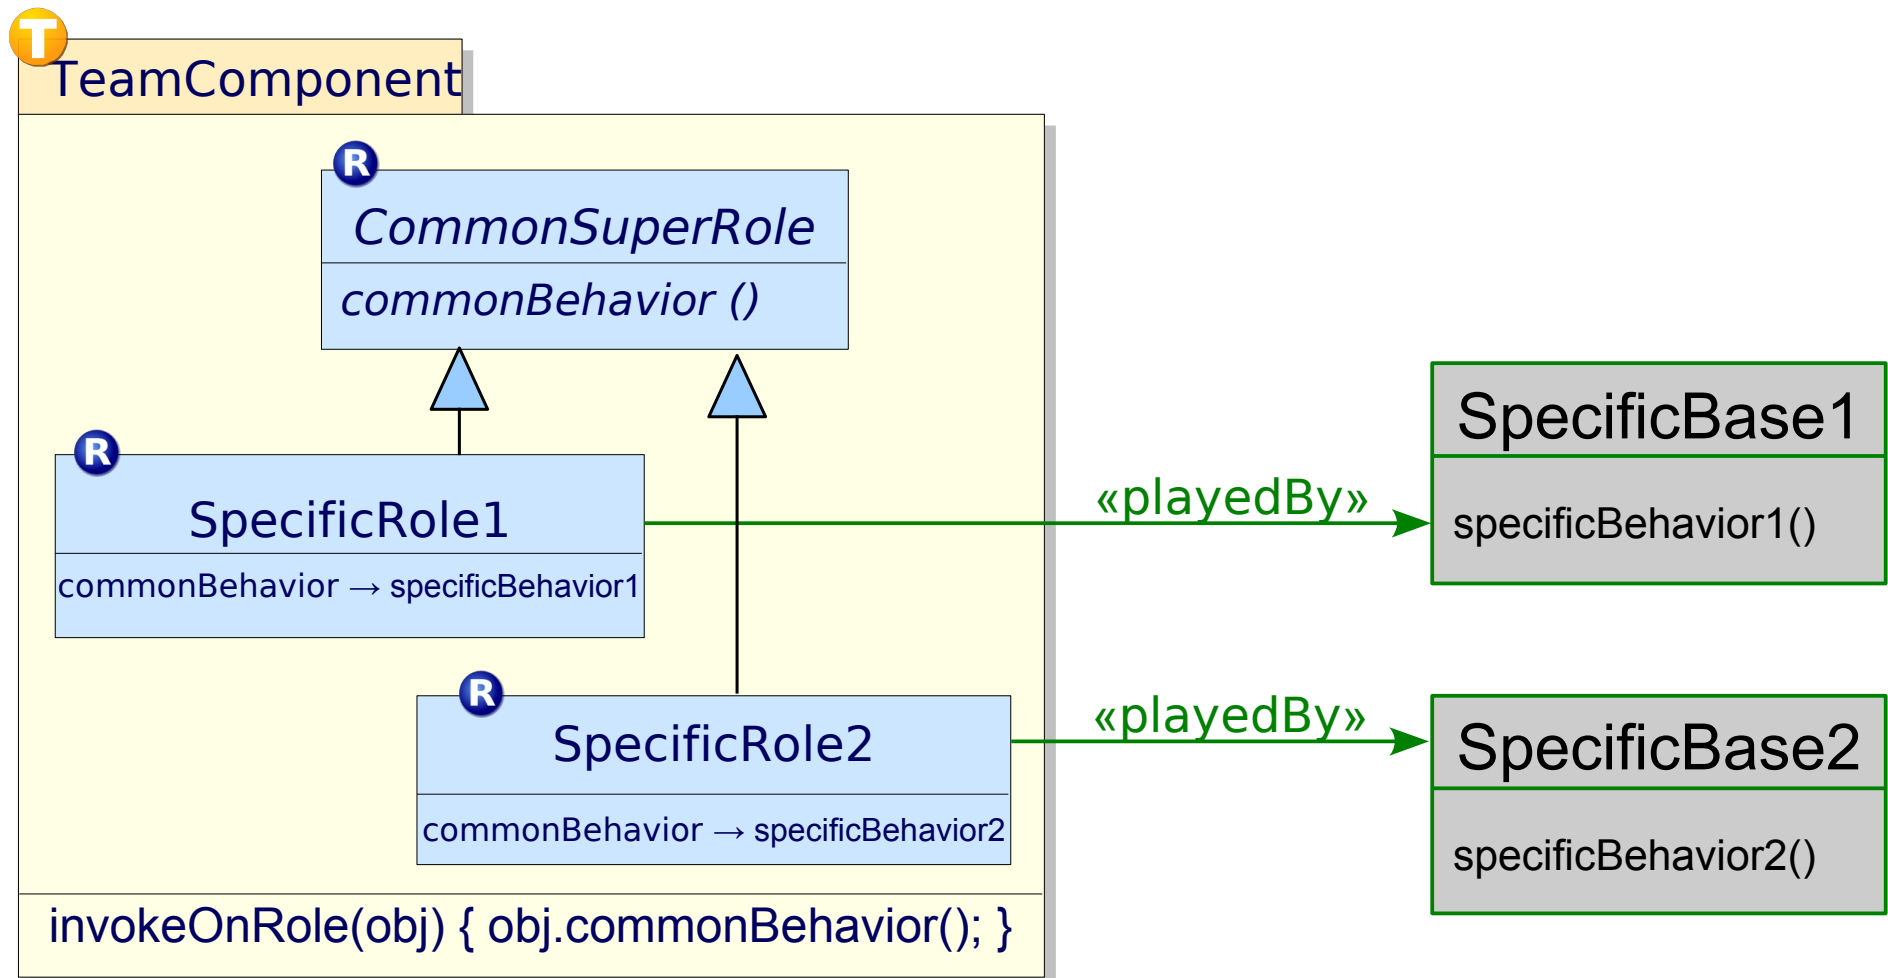 T
TeamComponent
R
CommonSuperRole
commonBehavior ()
R
SpecificRole1
commonBehavior → specificBehavior1
«playedBy»
SpecificBase1
specificBehavior1()
R
SpecificRole2
commonBehavior → specificBehavior2
«playedBy»
SpecificBase2
specificBehavior2()
invokeOnRole(obj) { obj.commonBehavior(); }